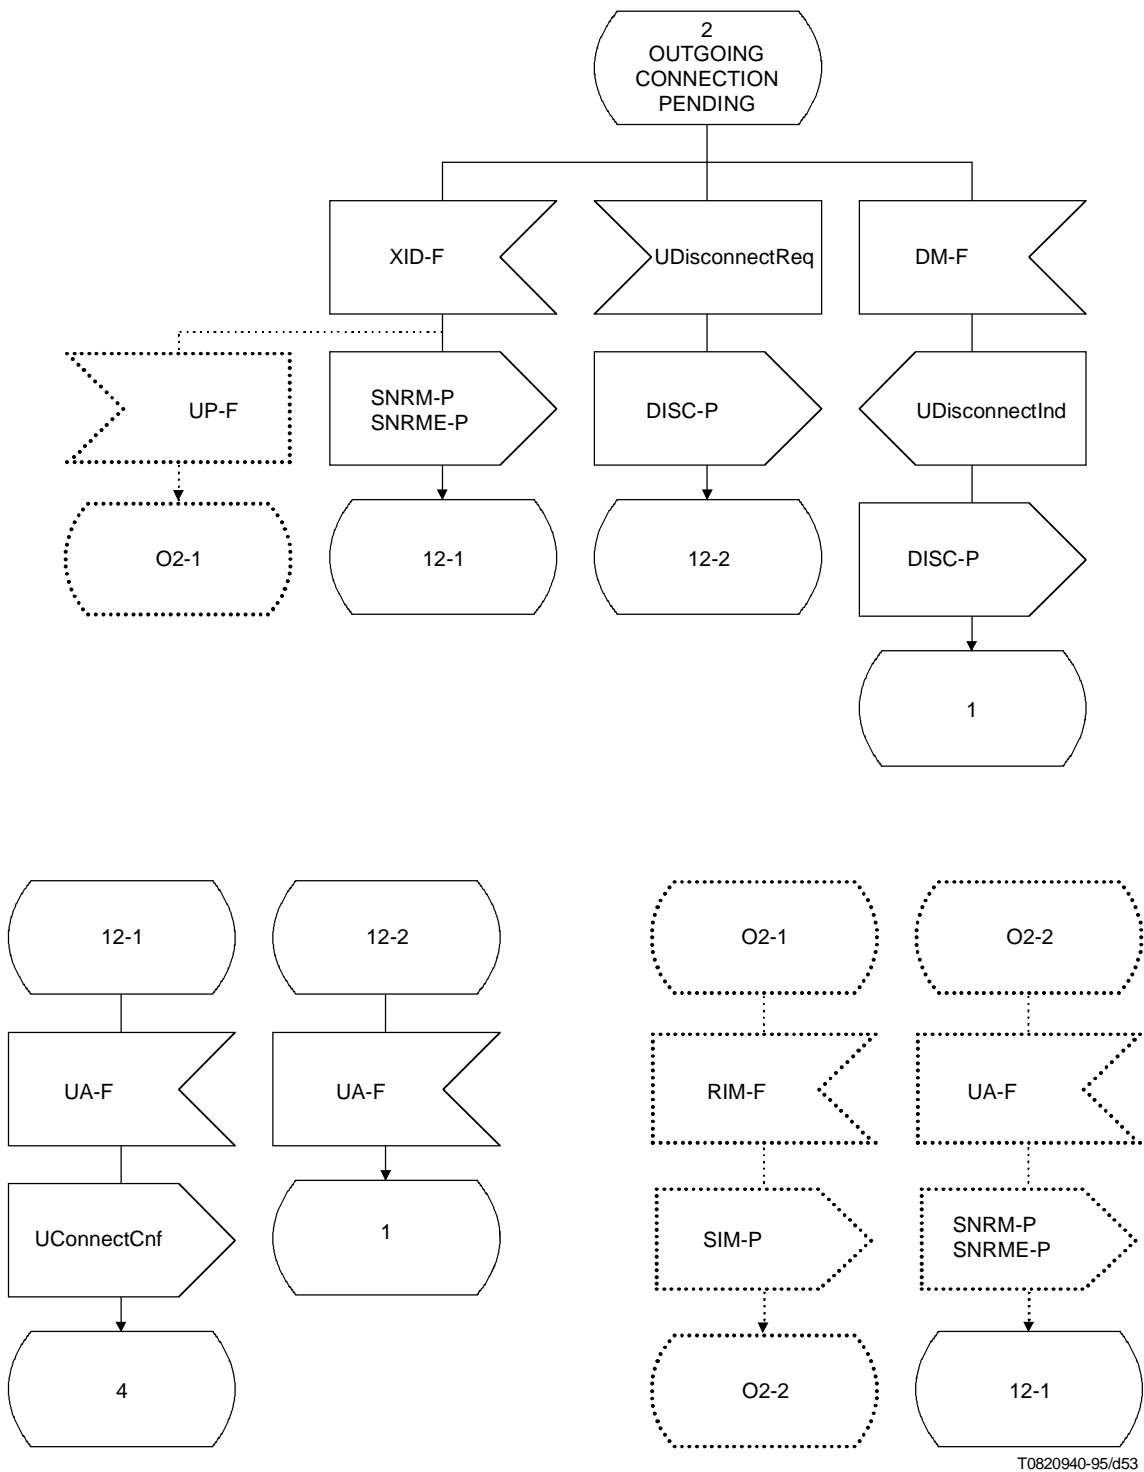 2
OUTGOING
CONNECTION
PENDING
XID-F
UDisconnectReq
DM-F
UP-F
SNRM-P
SNRME-P
DISC-P
UDisconnectInd
O2-1
12-1
12-2
DISC-P
1
12-1
12-2
O2-1
O2-2
UA-F
UA-F
RIM-F
UA-F
UConnectCnf
1
SIM-P
SNRM-P
SNRME-P
4
O2-2
12-1
T0820940-95/d53